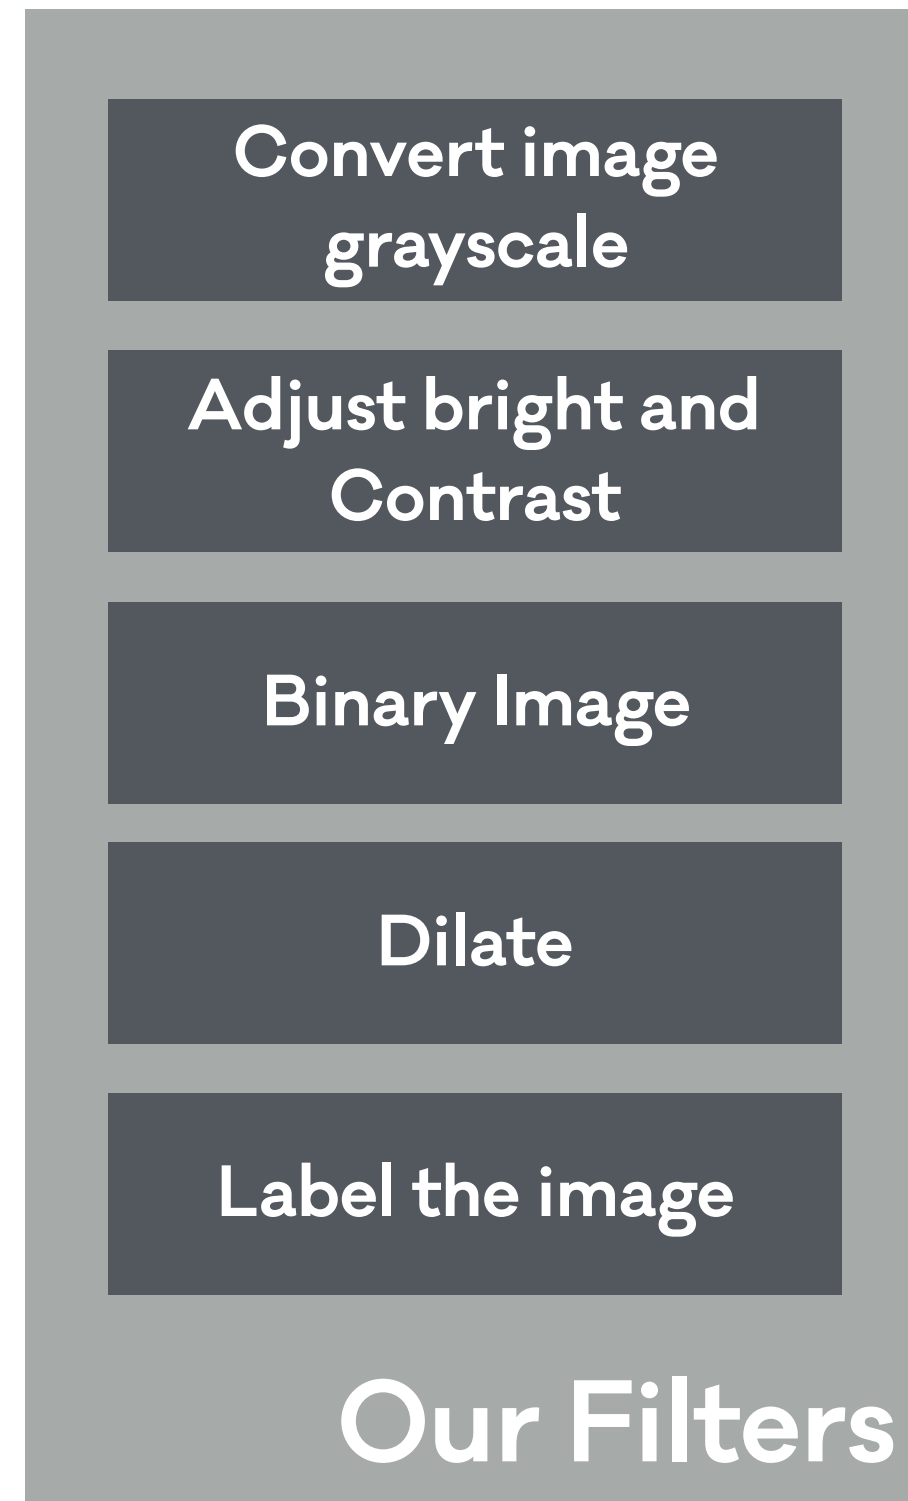 Convert image
grayscale
Adjust bright and
Contrast
Binary Image
Dilate
Label the image
Our Filters